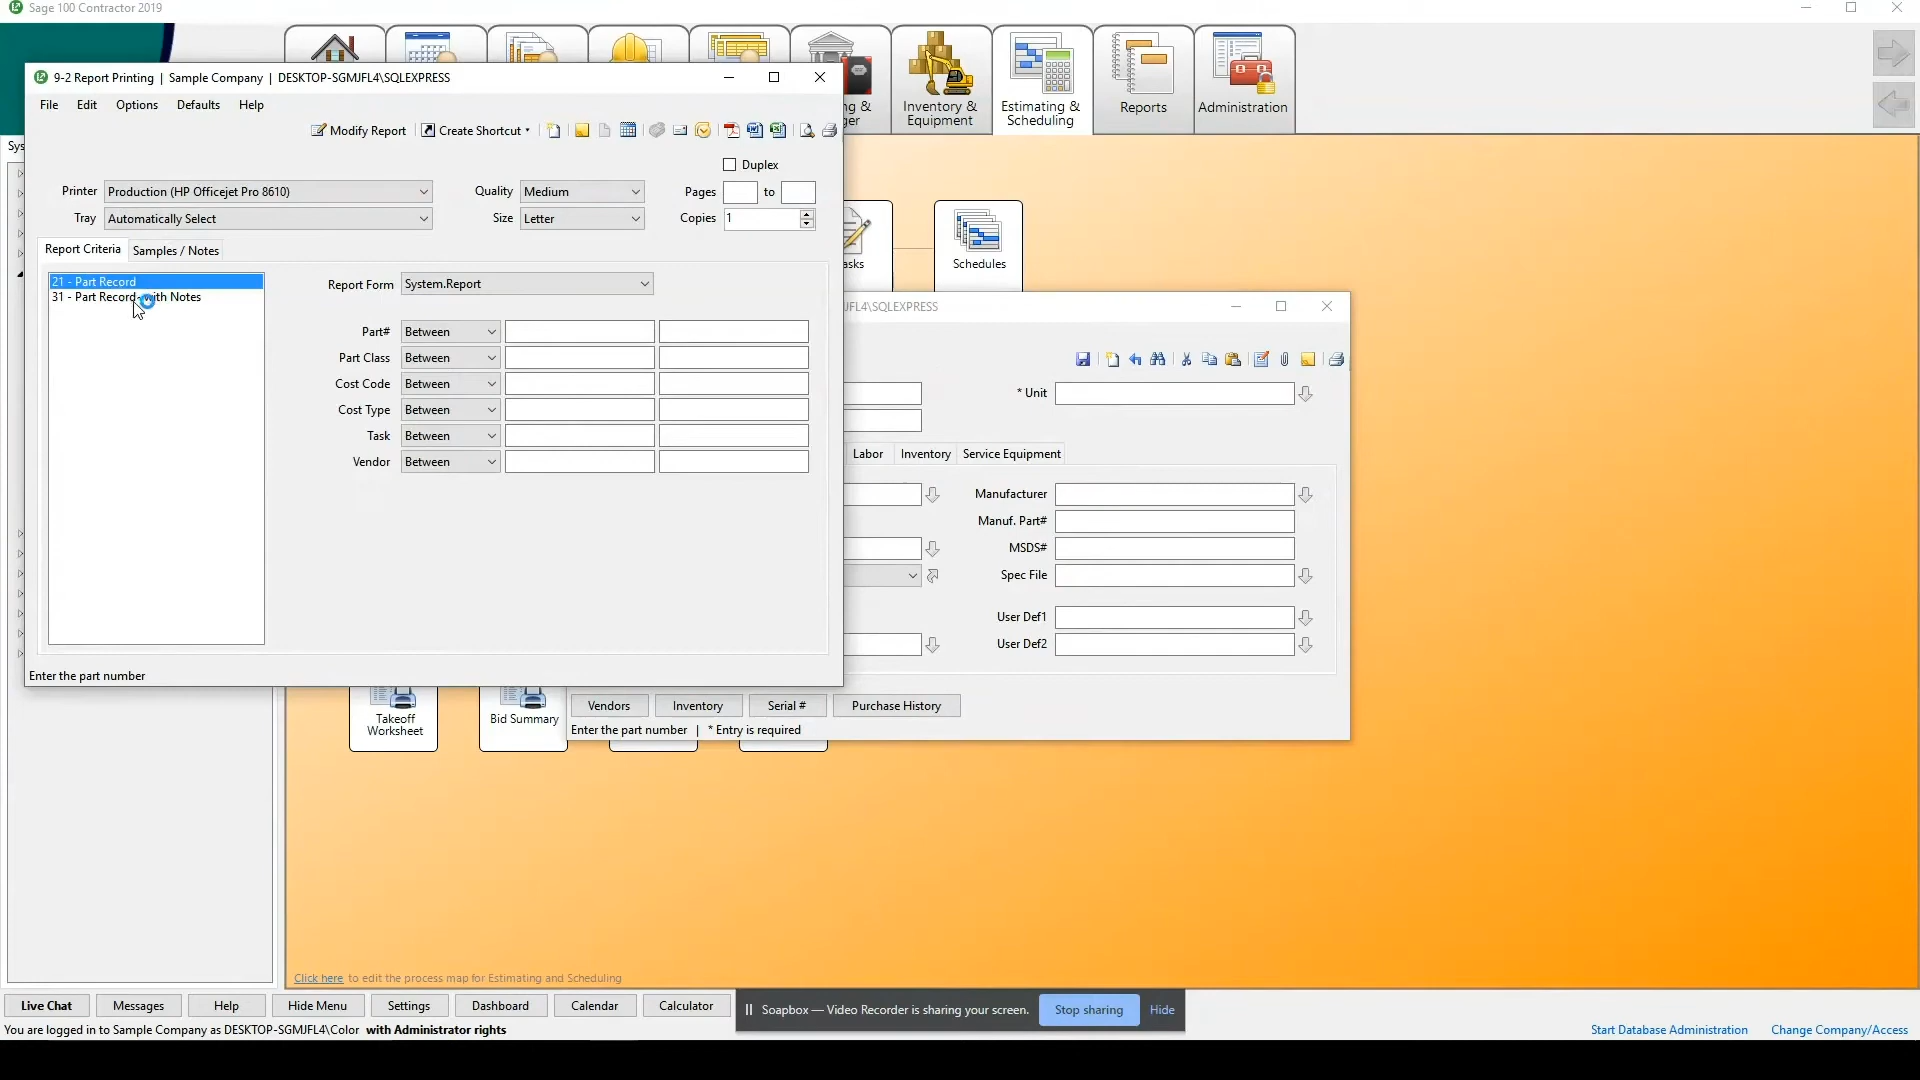 Sage 100 Contractor 2019
9-2 Report Printing | Sample Company | DESKTOP-SGMJFL4\SQLEXPRESS
File Edit Options Defaults Help
Modify Report Create Shortcut
Duplex
Printer Production (HP Officejet Pro 8610) Quality Medium Pages to
Tray Automatically Select Size Letter Copies 1
Report Criteria Samples / Notes
21 - Part Record
31 - Part Record with Notes
Report Form System.Report
Part# Between
Part Class Between
Cost Code Between
Cost Type Between
Task Between
Vendor Between
Enter the part number
Sys
ng &
ger
Inventory &
Equipment
Estimating &
Scheduling
Reports
Administration
asks
Schedules
JFL4\SQLEXPRESS
* Unit
Labor Inventory Service Equipment
Manufacturer
Manuf. Part#
MSDS#
Spec File
User Def1
User Def2
Vendors Inventory Serial # Purchase History
Enter the part number | * Entry is required
Takeoff
Worksheet
Bid Summary
Click here to edit the process map for Estimating and Scheduling
Live Chat Messages Help Hide Menu Settings Dashboard Calendar Calculator
Soapbox — Video Recorder is sharing your screen. Stop sharing Hide
You are logged in to Sample Company as DESKTOP-SGMJFL4\Color with Administrator rights
Start Database Administration Change Company/Access